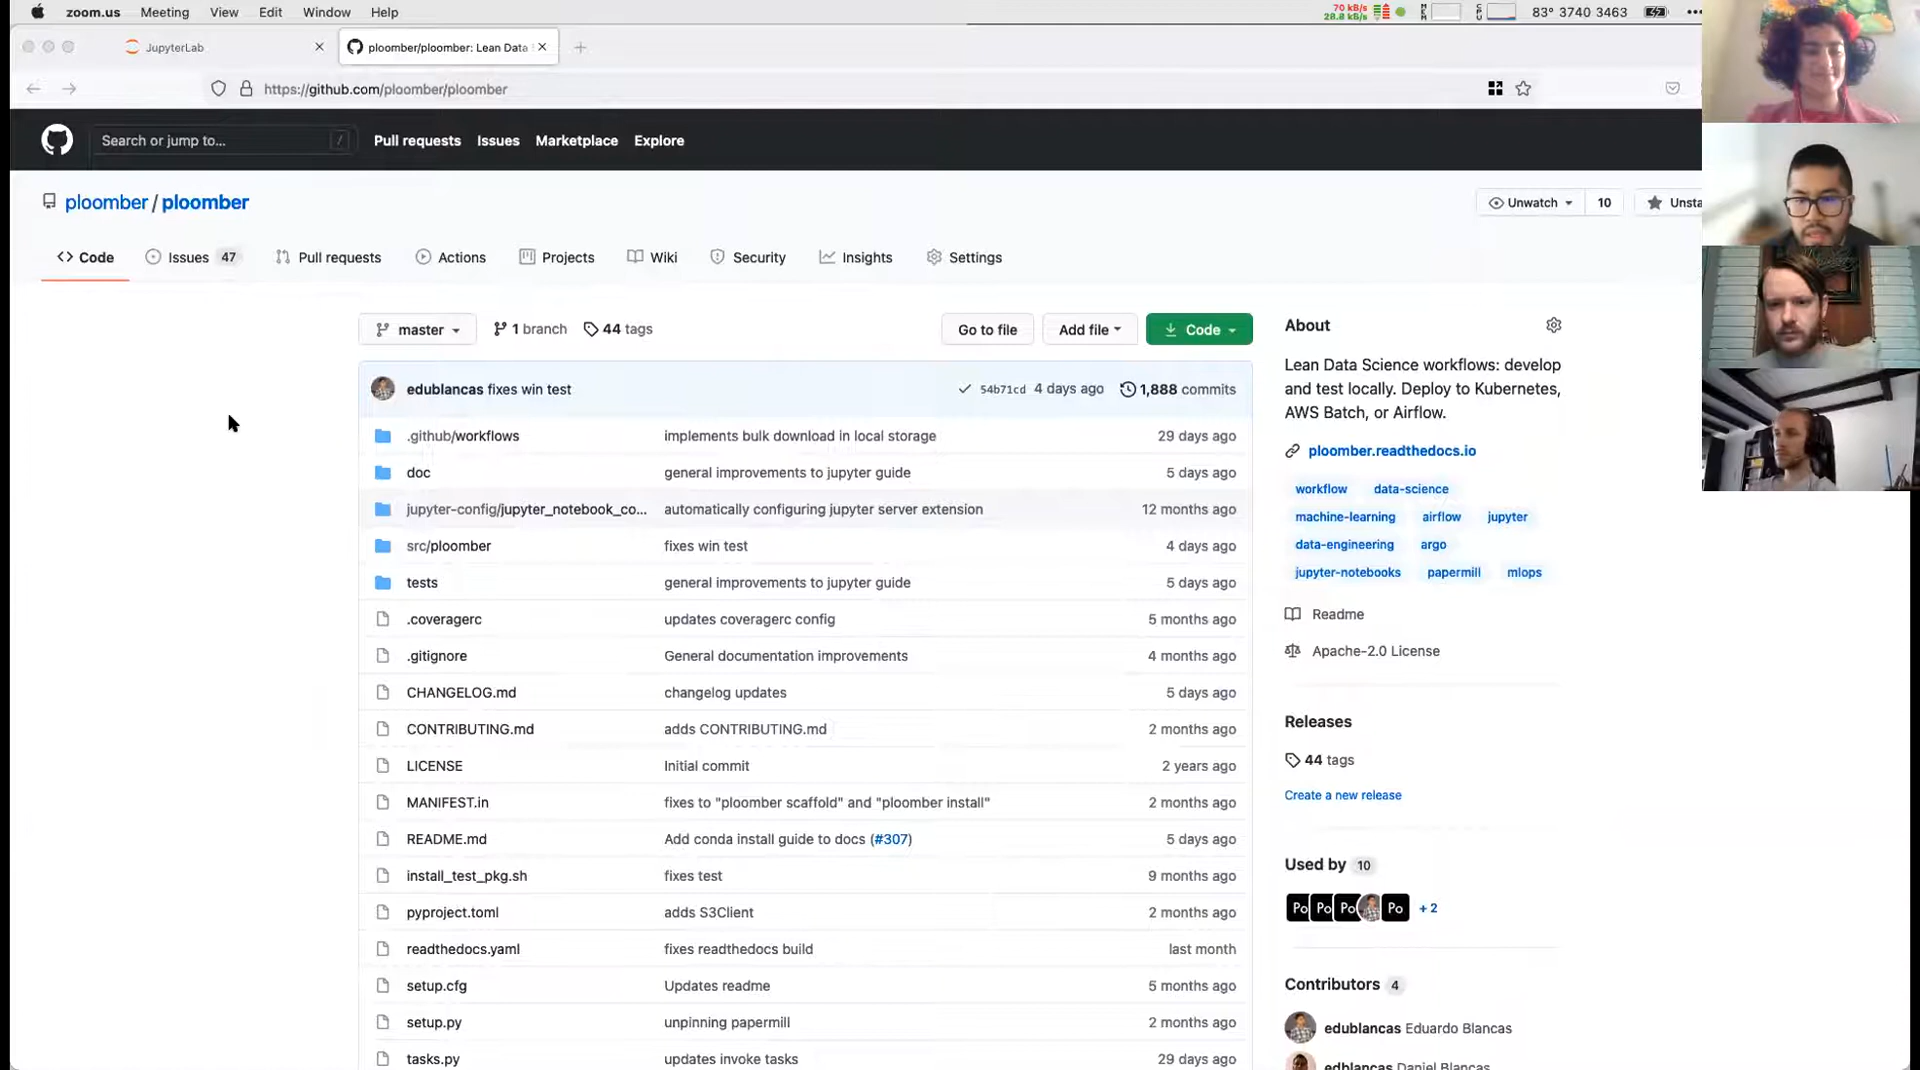 zoom.us Meeting View Edit Window Help 70 kB/s 28.8 kB/s 83° 3740 3463
JupyterLab ploomber/ploomber: Lean Data
https://github.com/ploomber/ploomber
Search or jump to... / Pull requests Issues Marketplace Explore
ploomber / ploomber Unwatch 10 Unsta
Code Issues 47 Pull requests Actions Projects Wiki Security Insights Settings
master 1 branch 44 tags Go to file Add file Code
edublancas fixes win test 54b71cd 4 days ago 1,888 commits
.github/workflows implements bulk download in local storage 29 days ago
doc general improvements to jupyter guide 5 days ago
jupyter-config/jupyter_notebook_co... automatically configuring jupyter server extension 12 months ago
src/ploomber fixes win test 4 days ago
tests general improvements to jupyter guide 5 days ago
.coveragerc updates coveragerc config 5 months ago
.gitignore General documentation improvements 4 months ago
CHANGELOG.md changelog updates 5 days ago
CONTRIBUTING.md adds CONTRIBUTING.md 2 months ago
LICENSE Initial commit 2 years ago
MANIFEST.in fixes to "ploomber scaffold" and "ploomber install" 2 months ago
README.md Add conda install guide to docs (#307) 5 days ago
install_test_pkg.sh fixes test 9 months ago
pyproject.toml adds S3Client 2 months ago
readthedocs.yaml fixes readthedocs build last month
setup.cfg Updates readme 5 months ago
setup.py unpinning papermill 2 months ago
tasks.py updates invoke tasks 29 days ago
About
Lean Data Science workflows: develop
and test locally. Deploy to Kubernetes,
AWS Batch, or Airflow.
ploomber.readthedocs.io
workflow data-science
machine-learning airflow jupyter
data-engineering argo
jupyter-notebooks papermill mlops
Readme
Apache-2.0 License
Releases
44 tags
Create a new release
Used by 10
Po Po Po Po + 2
Contributors 4
edublancas Eduardo Blancas
edblancas Daniel Blancas